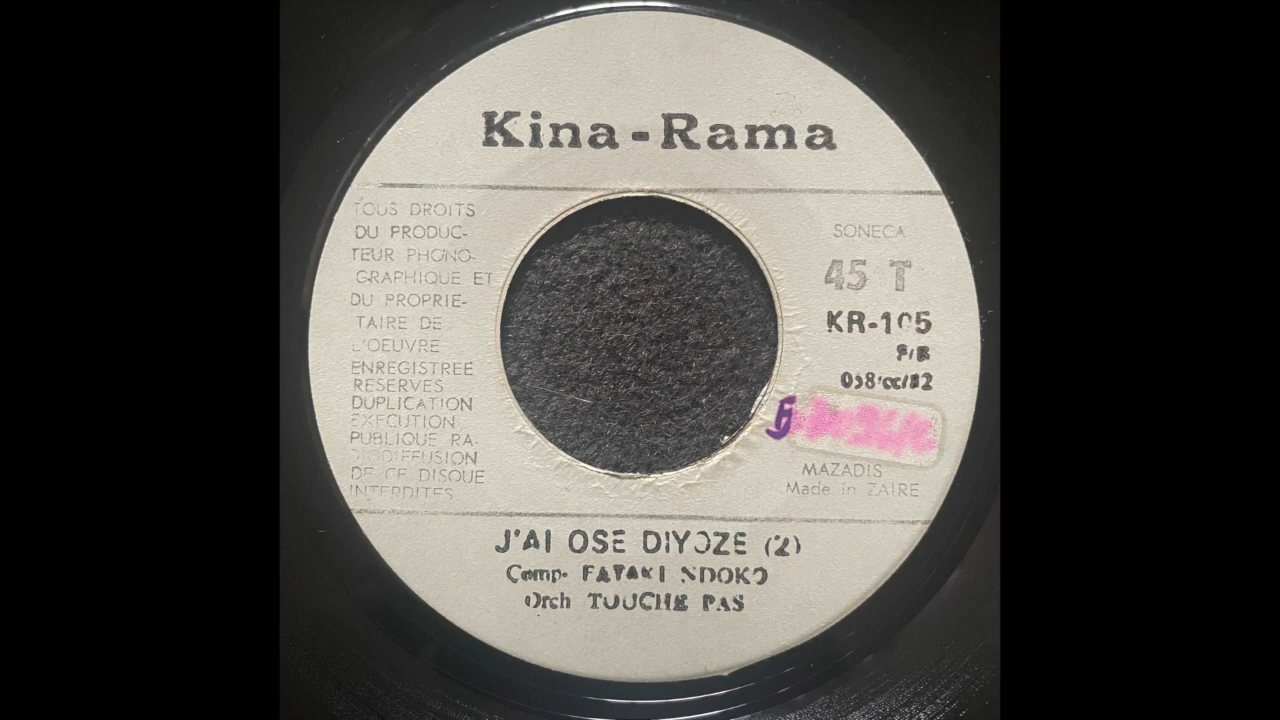 Kina-Rama
TOUS DROITS
DU PRODUC-
TEUR PHONO-
GRAPHIQUE ET
DU PROPRIE-
TAIRE DE
L'OEUVRE
ENREGISTREE
RESERVES
DUPLICATION
EXECUTION
PUBLIQUE RA-
DIODIFFUSION
DE CE DISQUE
INTERDITES
SONECA
45 T
KR-105
F/B
MAZADIS
Made in ZAIRE
J'AI OSE DIYOZE (2)
Comp. FATAKI NDOKO
Orch TOUCHE PAS